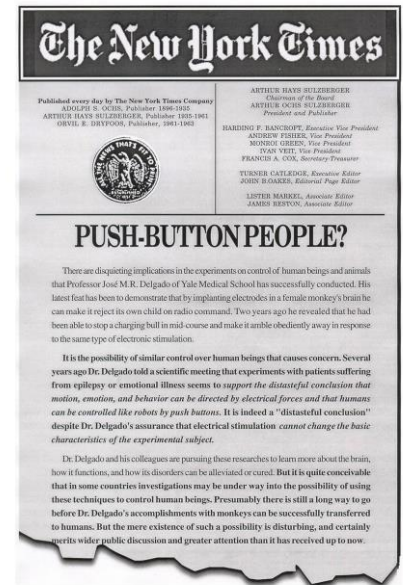 The New York Times
Published every day by The New York Times Company
ADOLPH S. OCHS, Publisher 1896-1935
ARTHUR HAYS SULZBERGER, Publisher 1935-1961
ORVIL E. DRYFOOS, Publisher, 1961-1963
ARTHUR HAYS SULZBERGER
Chairman of the Board
ARTHUR OCHS SULZBERGER
President and Publisher
HARDING F. BANCROFT, Executive Vice President
ANDREW FISHER, Vice President
MONROI GREEN, Vice President
IVAN VEIT, Vice President
FRANCIS A. COX, Secretary-Treasurer
TURNER CATLEDGE, Executive Editor
JOHN B. OAKES, Editorial Page Editor
LISTER MARKEL, Associate Editor
JAMES RESTON, Associate Editor
PUSH-BUTTON PEOPLE?
There are disquieting implications in the experiments on control of human beings and animals
that Professor José M.R. Delgado of Yale Medical School has successfully conducted. His
latest feat has been to demonstrate that by implanting electrodes in a female monkey's brain he
can make it reject its own child on radio command. Two years ago he revealed that he had
been able to stop a charging bull in mid-course and make it amble obediently away in response
to the same type of electronic stimulation.
It is the possibility of similar control over human beings that causes concern. Several
years ago Dr. Delgado told a scientific meeting that experiments with patients suffering
from epilepsy or emotional illness seems to support the distasteful conclusion that
motion, emotion, and behavior can be directed by electrical forces and that humans
can be controlled like robots by push buttons. It is indeed a "distasteful conclusion"
despite Dr. Delgado's assurance that electrical stimulation cannot change the basic
characteristics of the experimental subject.
Dr. Delgado and his colleagues are pursuing these researches to learn more about the brain,
how it functions, and how its disorders can be alleviated or cured. But it is quite conceivable
that in some countries investigations may be under way into the possibility of using
these techniques to control human beings. Presumably there is still a long way to go
before Dr. Delgado's accomplishments with monkeys can be successfully transferred
to humans. But the mere existence of such a possibility is disturbing, and certainly
merits wider public discussion and greater attention than it has received up to now.